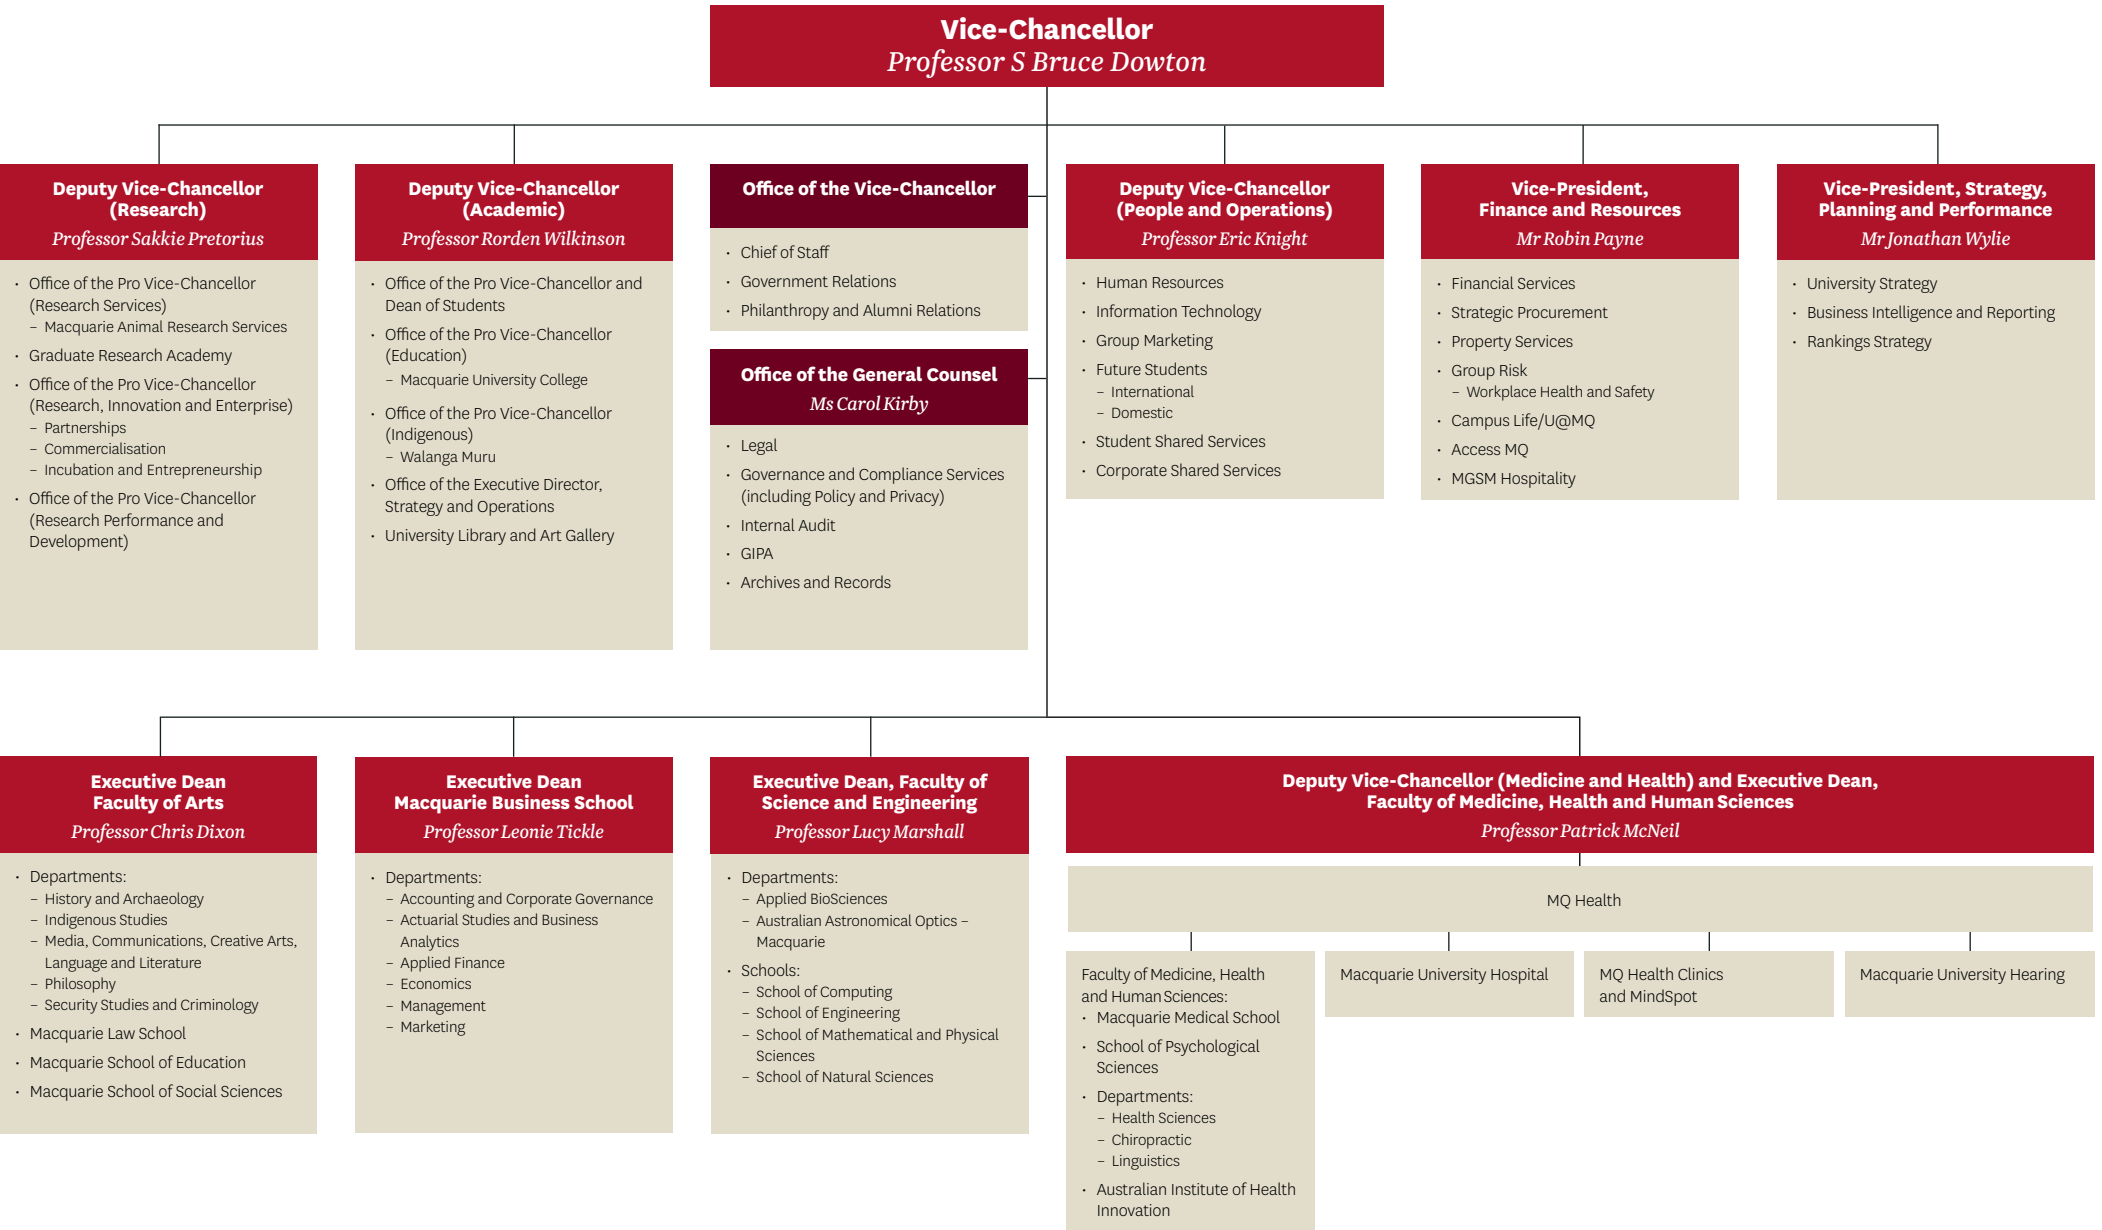 Vice-Chancellor
Professor S Bruce Dowton
Deputy Vice-Chancellor
(Research)
Professor Sakkie Pretorius
• Office of the Pro Vice-Chancellor
(Research Services)
– Macquarie Animal Research Services
• Graduate Research Academy
• Office of the Pro Vice-Chancellor
(Research, Innovation and Enterprise)
– Partnerships
– Commercialisation
– Incubation and Entrepreneurship
• Office of the Pro Vice-Chancellor
(Research Performance and
Development)
Deputy Vice-Chancellor
(Academic)
Professor Rorden Wilkinson
• Office of the Pro Vice-Chancellor and
Dean of Students
• Office of the Pro Vice-Chancellor
(Education)
– Macquarie University College
• Office of the Pro Vice-Chancellor
(Indigenous)
– Walanga Muru
• Office of the Executive Director,
Strategy and Operations
• University Library and Art Gallery
Office of the Vice-Chancellor
• Chief of Staff
• Government Relations
• Philanthropy and Alumni Relations
Office of the General Counsel
Ms Carol Kirby
• Legal
• Governance and Compliance Services
(including Policy and Privacy)
• Internal Audit
• GIPA
• Archives and Records
Deputy Vice-Chancellor
(People and Operations)
Professor Eric Knight
• Human Resources
• Information Technology
• Group Marketing
• Future Students
– International
– Domestic
• Student Shared Services
• Corporate Shared Services
Vice-President,
Finance and Resources
Mr Robin Payne
• Financial Services
• Strategic Procurement
• Property Services
• Group Risk
– Workplace Health and Safety
• Campus Life/U@MQ
• Access MQ
• MGSM Hospitality
Vice-President, Strategy,
Planning and Performance
Mr Jonathan Wylie
• University Strategy
• Business Intelligence and Reporting
• Rankings Strategy
Executive Dean
Faculty of Arts
Professor Chris Dixon
• Departments:
– History and Archaeology
– Indigenous Studies
– Media, Communications, Creative Arts,
Language and Literature
– Philosophy
– Security Studies and Criminology
• Macquarie Law School
• Macquarie School of Education
• Macquarie School of Social Sciences
Executive Dean
Macquarie Business School
Professor Leonie Tickle
• Departments:
– Accounting and Corporate Governance
– Actuarial Studies and Business
Analytics
– Applied Finance
– Economics
– Management
– Marketing
Executive Dean, Faculty of
Science and Engineering
Professor Lucy Marshall
• Departments:
– Applied BioSciences
– Australian Astronomical Optics –
Macquarie
• Schools:
– School of Computing
– School of Engineering
– School of Mathematical and Physical
Sciences
– School of Natural Sciences
Deputy Vice-Chancellor (Medicine and Health) and Executive Dean,
Faculty of Medicine, Health and Human Sciences
Professor Patrick McNeil
MQ Health
Faculty of Medicine, Health
and Human Sciences:
• Macquarie Medical School
• School of Psychological
Sciences
• Departments:
– Health Sciences
– Chiropractic
– Linguistics
• Australian Institute of Health
Innovation
Macquarie University Hospital
MQ Health Clinics
and MindSpot
Macquarie University Hearing